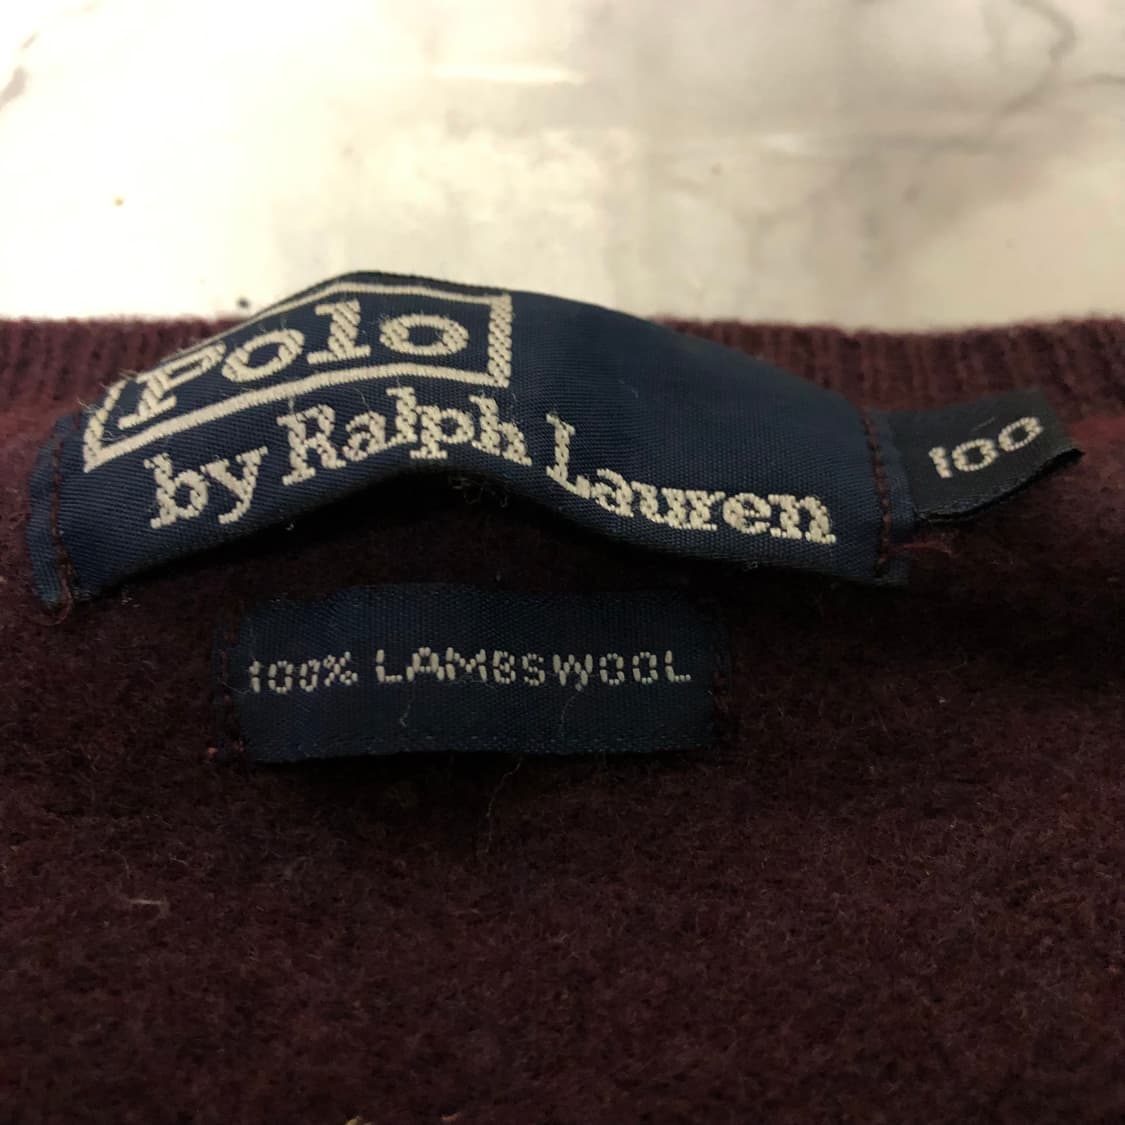 Polo
by Ralph Lauren
100
100% LAMBSWOOL